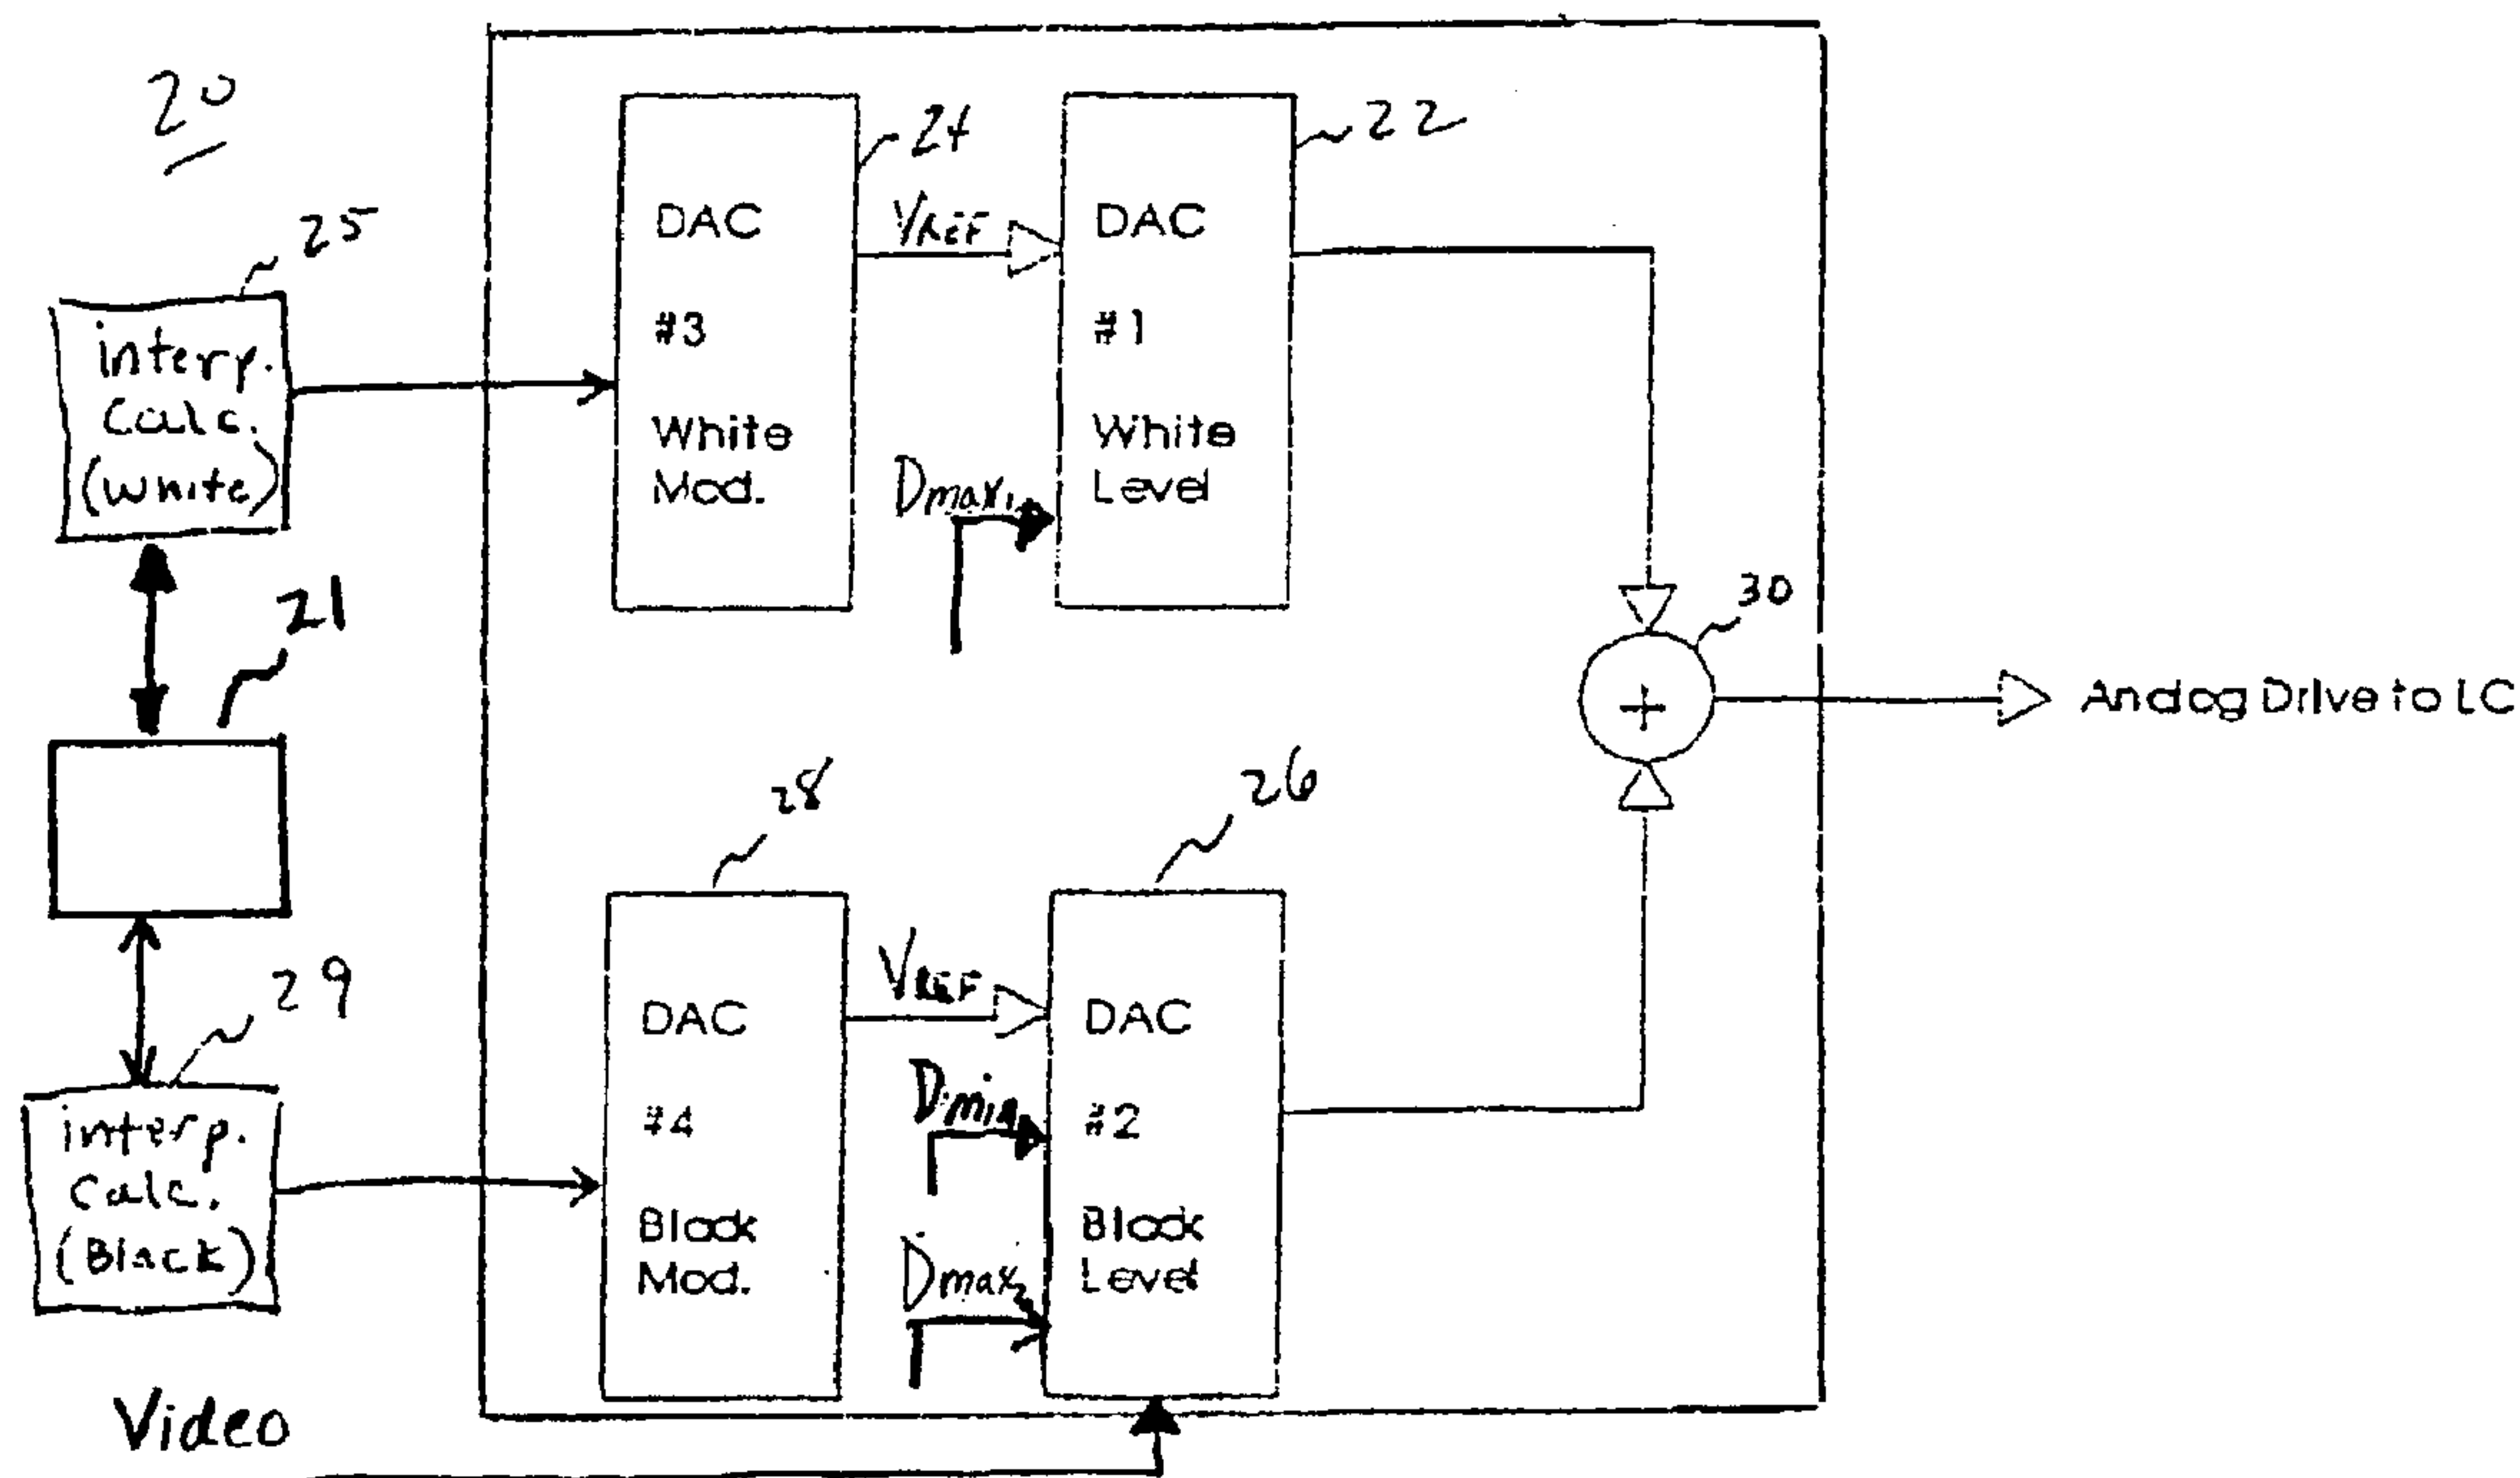 20
25
interp.
Calc.
(White)
21
29
interp.
Calc.
(Black)
Video
24
DAC
#3
White
Mod.
VREF
Dmax1
22
DAC
#1
White
Level
30
Analog Drive to LC
28
DAC
#4
Black
Mod.
VREF
Dmin
Dmax2
26
DAC
#2
Black
Level